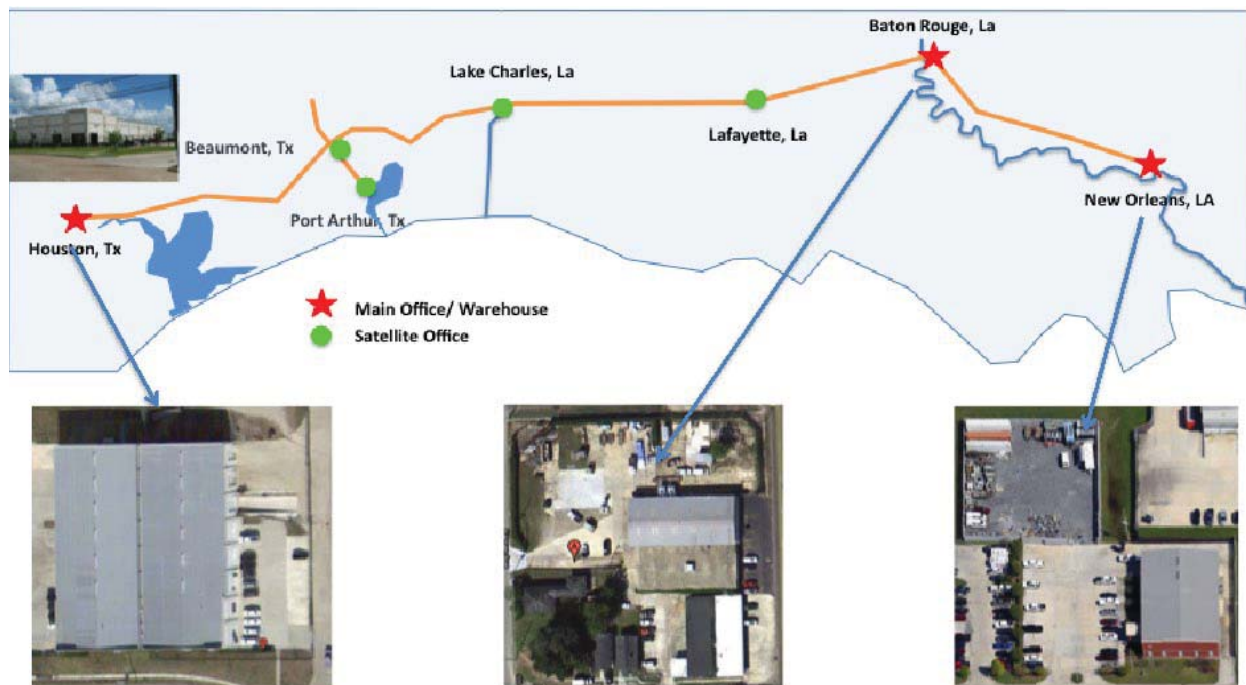 Baton Rouge, La
Lake Charles, La
Lafayette, La
Beaumont, Tx
Port Arthur, Tx
New Orleans, LA
Houston, Tx
Main Office/ Warehouse
Satellite Office